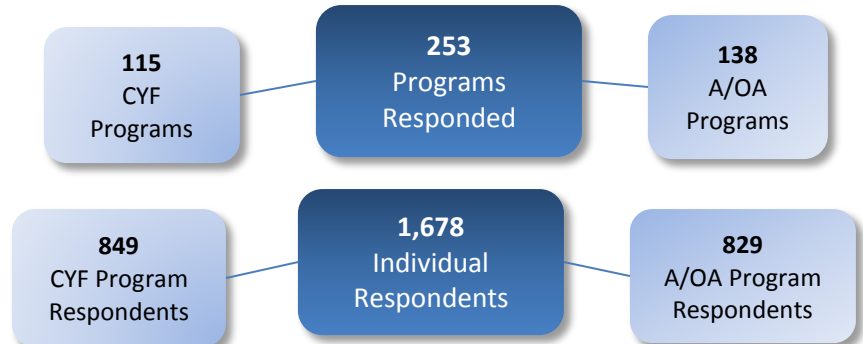 115
CYF
Programs
253
Programs
Responded
138
A/OA
Programs
849
CYF Program
Respondents
1,678
Individual
Respondents
829
A/OA Program
Respondents